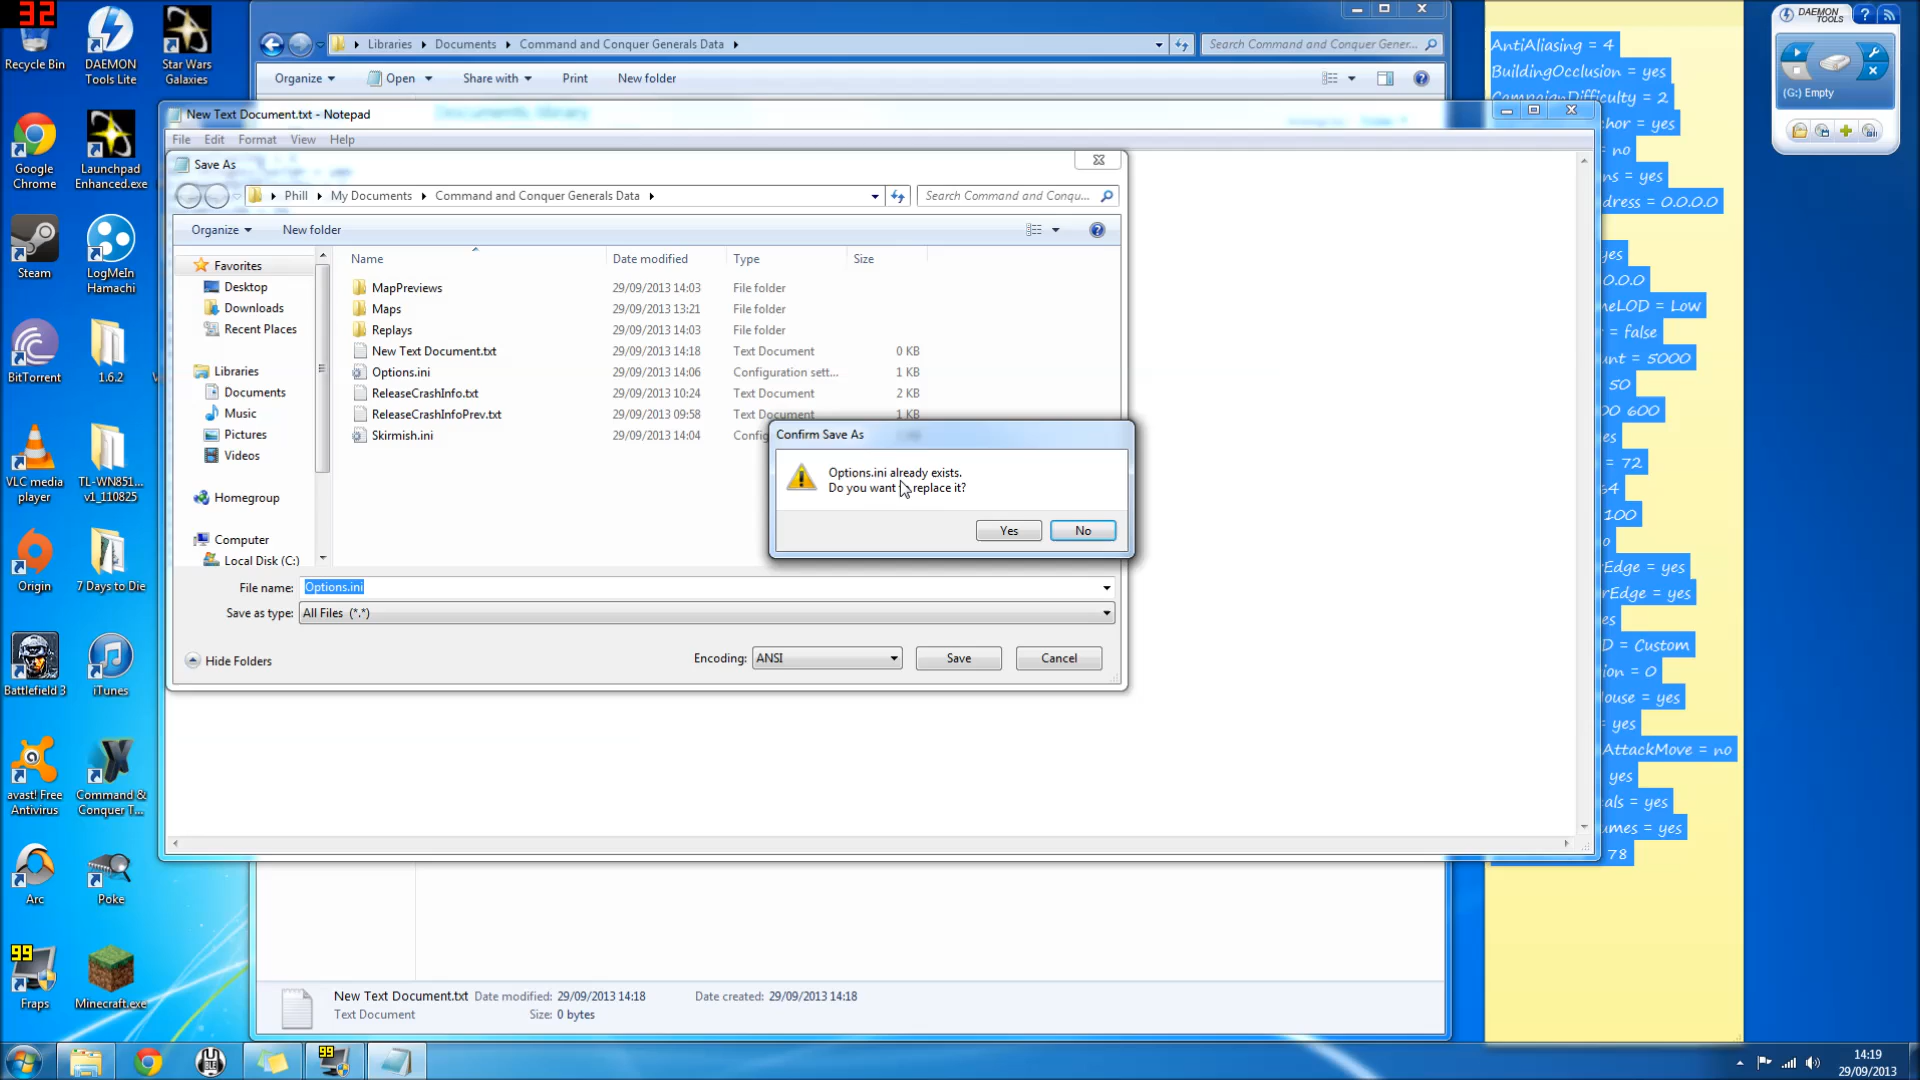 32
Recycle Bin
DAEMON Tools Lite
Star Wars Galaxies
Google Chrome
Launchpad Enhanced.exe
Steam
LogMeIn Hamachi
BitTorrent
1.6.2
VLC media player
TL-WN851... v1_110825
Origin
7 Days to Die
Battlefield 3
iTunes
avast! Free Antivirus
Command & Conquer T...
Arc
Poke
99
Fraps
Minecraft.exe
Libraries
Documents
Command and Conquer Generals Data
Search Command and Conquer Gener...
Organize
Open
Share with
Print
New folder
Documents library
New Text Document.txt - Notepad
File Edit Format View Help
Save As
Phill
My Documents
Command and Conquer Generals Data
Search Command and Conqu...
Organize
New folder
Favorites
Desktop
Downloads
Recent Places
Libraries
Documents
Music
Pictures
Videos
Homegroup
Computer
Local Disk (C:)
Name Date modified Type Size
MapPreviews 29/09/2013 14:03 File folder
Maps 29/09/2013 13:21 File folder
Replays 29/09/2013 14:03 File folder
New Text Document.txt 29/09/2013 14:18 Text Document 0 KB
Options.ini 29/09/2013 14:06 Configuration sett... 1 KB
ReleaseCrashInfo.txt 29/09/2013 10:24 Text Document 2 KB
ReleaseCrashInfoPrev.txt 29/09/2013 09:58 Text Document 1 KB
Skirmish.ini 29/09/2013 14:04
Confirm Save As
Options.ini already exists.
Do you want replace it?
Yes
No
File name: Options.ini
Save as type: All Files (*.*)
Hide Folders
Encoding: ANSI
Save
Cancel
New Text Document.txt Date modified: 29/09/2013 14:18 Date created: 29/09/2013 14:18
Text Document Size: 0 bytes
AntiAliasing = 4
BuildingOcclusion = yes
CampaignDifficulty = 2
hor = yes
= no
ns = yes
dress = 0.0.0.0
yes
0.0.0
meLOD = Low
= false
unt = 5000
50
00 600
es
= 72
64
100
o
rEdge = yes
rEdge = yes
es
D = Custom
ion = 0
ouse = yes
= yes
AttackMove = no
yes
als = yes
umes = yes
78
DAEMON TOOLS
(G:) Empty
99
14:19
29/09/2013